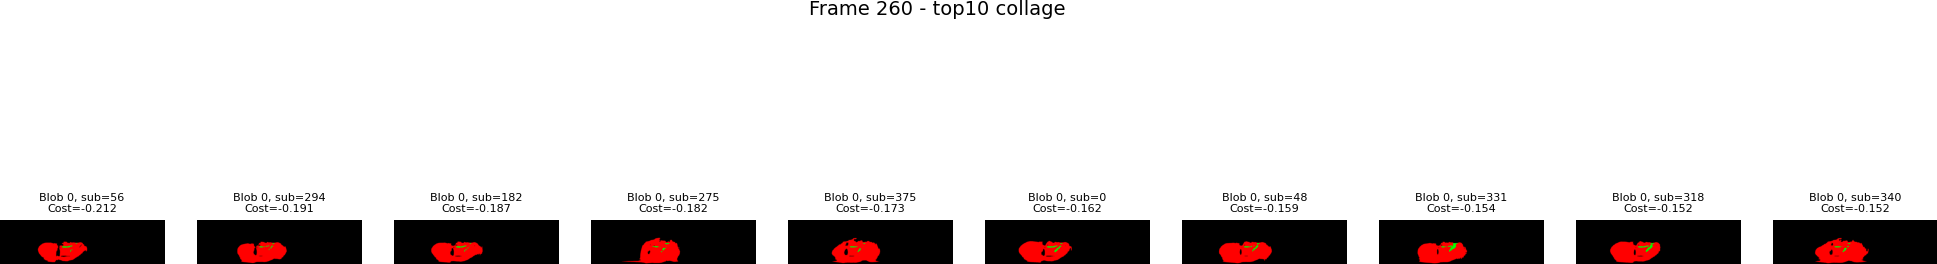 Frame 260 - top10 collage
Blob 0, sub=56
Cost=-0.212
Blob 0, sub=294
Cost=-0.191
Blob 0, sub=182
Cost=-0.187
Blob 0, sub=275
Cost=-0.182
Blob 0, sub=375
Cost=-0.173
Blob 0, sub=0
Cost=-0.162
Blob 0, sub=48
Cost=-0.159
Blob 0, sub=331
Cost=-0.154
Blob 0, sub=318
Cost=-0.152
Blob 0, sub=340
Cost=-0.152